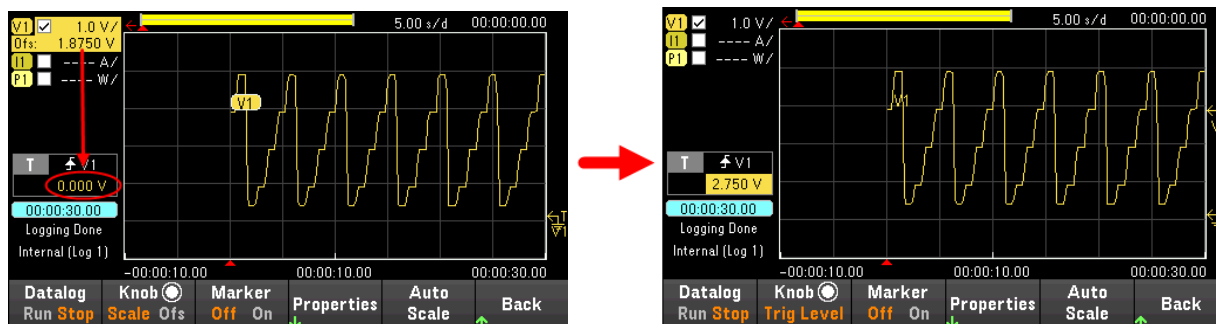 V1 1.0 V/ 5.00 s/d 00:00:00.00
Ofs: 1.8750 V
I1 ---- A/
P1 ---- W/
V1
T V1
0.000 V
00:00:30.00
Logging Done
Internal (Log 1)
T
V1
-00:00:10.00 00:00:10.00 00:00:30.00
Datalog Knob Marker Properties Auto Back
Run Stop Scale Ofs Off On Scale
V1 1.0 V/ 5.00 s/d 00:00:00.00
I1 ---- A/
P1 ---- W/
V1
T V1
2.750 V
00:00:30.00
Logging Done
Internal (Log 1)
-00:00:10.00 00:00:10.00 00:00:30.00
Datalog Knob Marker Properties Auto Back
Run Stop Trig Level Off On Scale